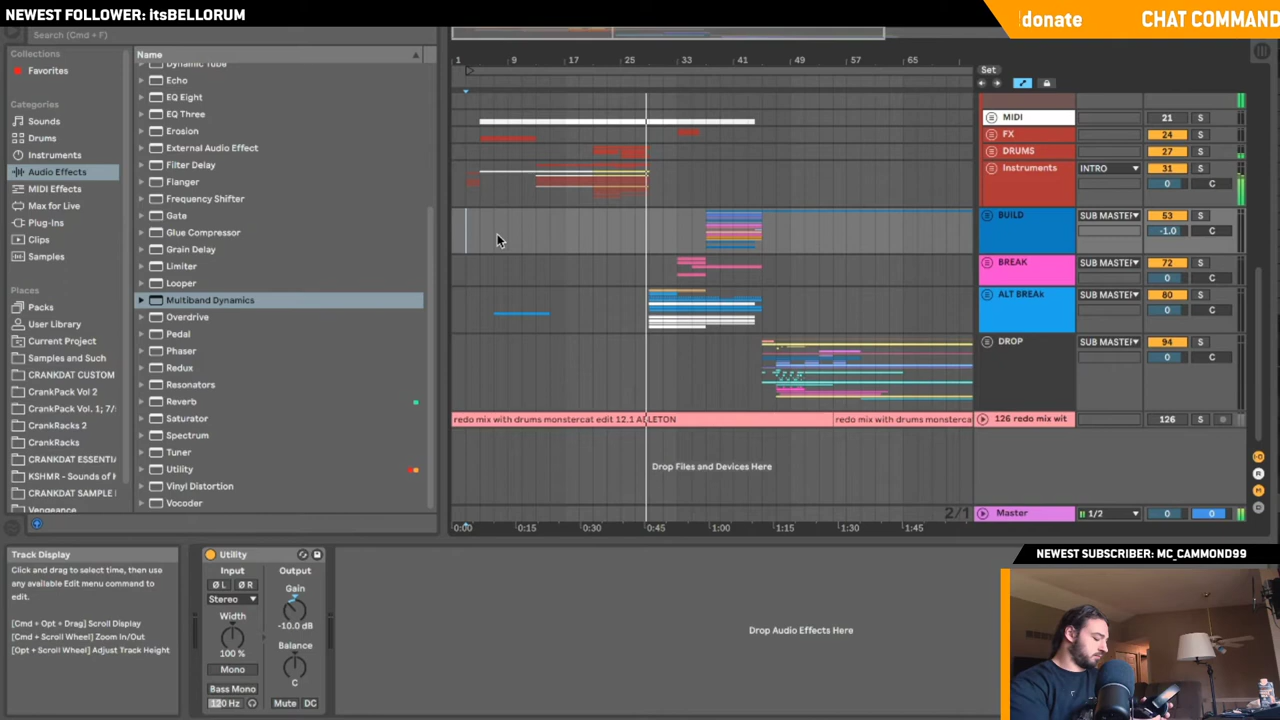 NEWEST FOLLOWER: itsBELLORUM
donate
CHAT COMMAND
Search (Cmd + F)
Collections
Favorites
Categories
Sounds
Drums
Instruments
Audio Effects
MIDI Effects
Max for Live
Plug-Ins
Clips
Samples
Places
Packs
User Library
Current Project
Samples and Such
CRANKDAT CUSTOM
CrankPack Vol 2
CrankPack Vol. 1; 7/
CrankRacks 2
CrankRacks
CRANKDAT ESSENTI
KSHMR - Sounds of K
CRANKDAT SAMPLE
Vengeance
Name
Dynamic Tube
Echo
EQ Eight
EQ Three
Erosion
External Audio Effect
Filter Delay
Flanger
Frequency Shifter
Gate
Glue Compressor
Grain Delay
Limiter
Looper
Multiband Dynamics
Overdrive
Pedal
Phaser
Redux
Resonators
Reverb
Saturator
Spectrum
Tuner
Utility
Vinyl Distortion
Vocoder
1 9 17 25 33 41 49 57 65
Set
MIDI 21 S
FX 24 S
DRUMS 27 S
Instruments INTRO 31 S
0 C
BUILD SUB MASTER 53 S
-1.0 C
BREAK SUB MASTER 72 S
0 C
ALT BREAk SUB MASTER 80 S
0 C
DROP SUB MASTER 94 S
0 C
redo mix with drums monstercat edit 12.1 ABLETON
redo mix with drums monsterca
126 redo mix wit 126 S
Drop Files and Devices Here
2/1
Master 1/2 0 0
0:00 0:15 0:30 0:45 1:00 1:15 1:30 1:45
Track Display
Click and drag to select time, then use
any available Edit menu command to
edit.
[Cmd + Opt + Drag] Scroll Display
[Cmd + Scroll Wheel] Zoom In/Out
[Opt + Scroll Wheel] Adjust Track Height
Utility
Input
Output
Ø L Ø R
Stereo
Gain
-10.0 dB
Width
100 %
Balance
C
Mono
Bass Mono
120 Hz
Mute DC
Drop Audio Effects Here
NEWEST SUBSCRIBER: MC_CAMMOND99